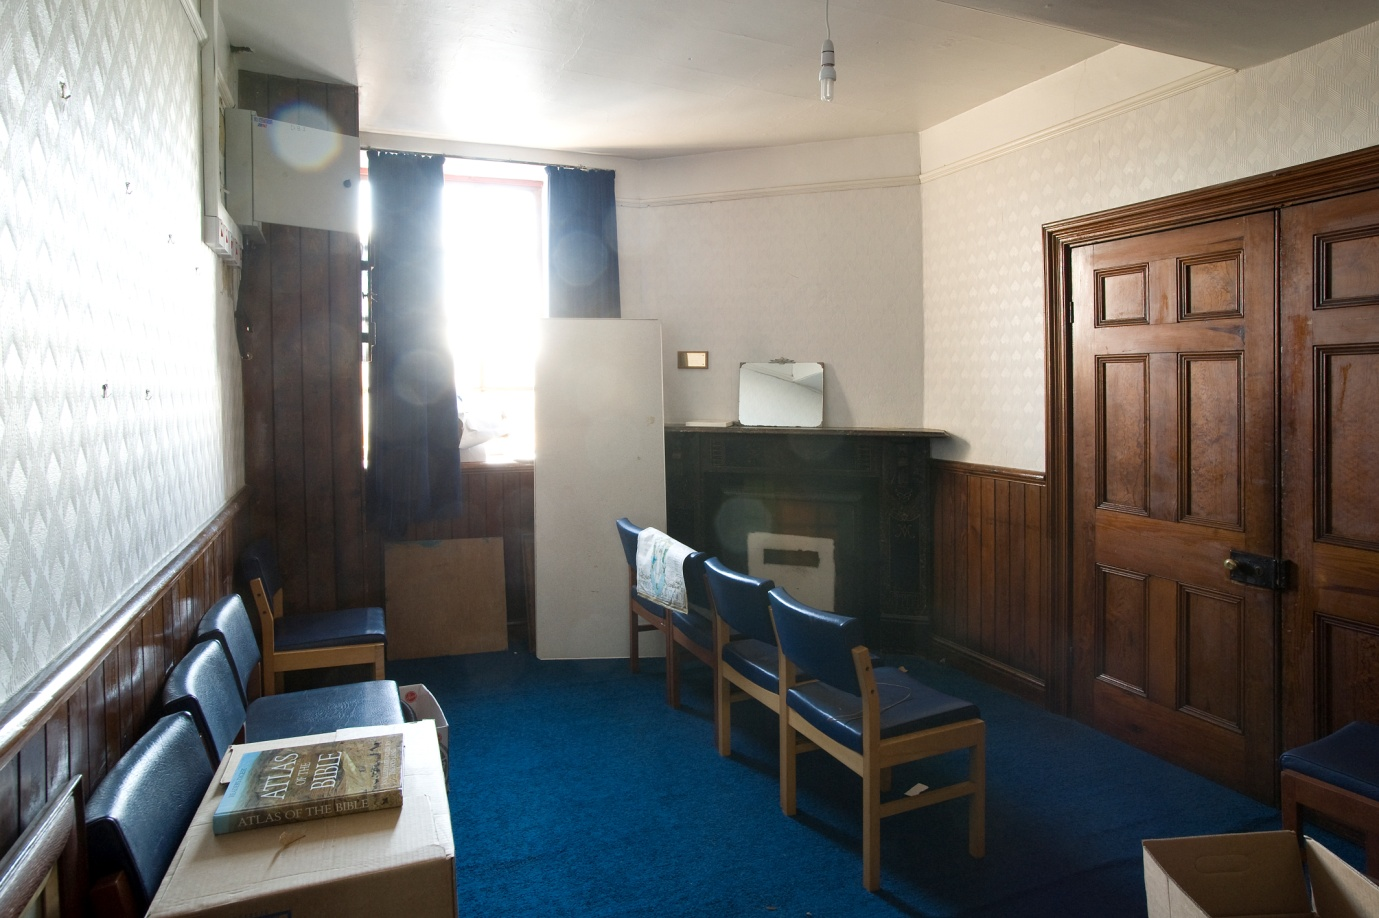 ATLAS
OF THE
BIBLE
ATLAS OF THE BIBLE